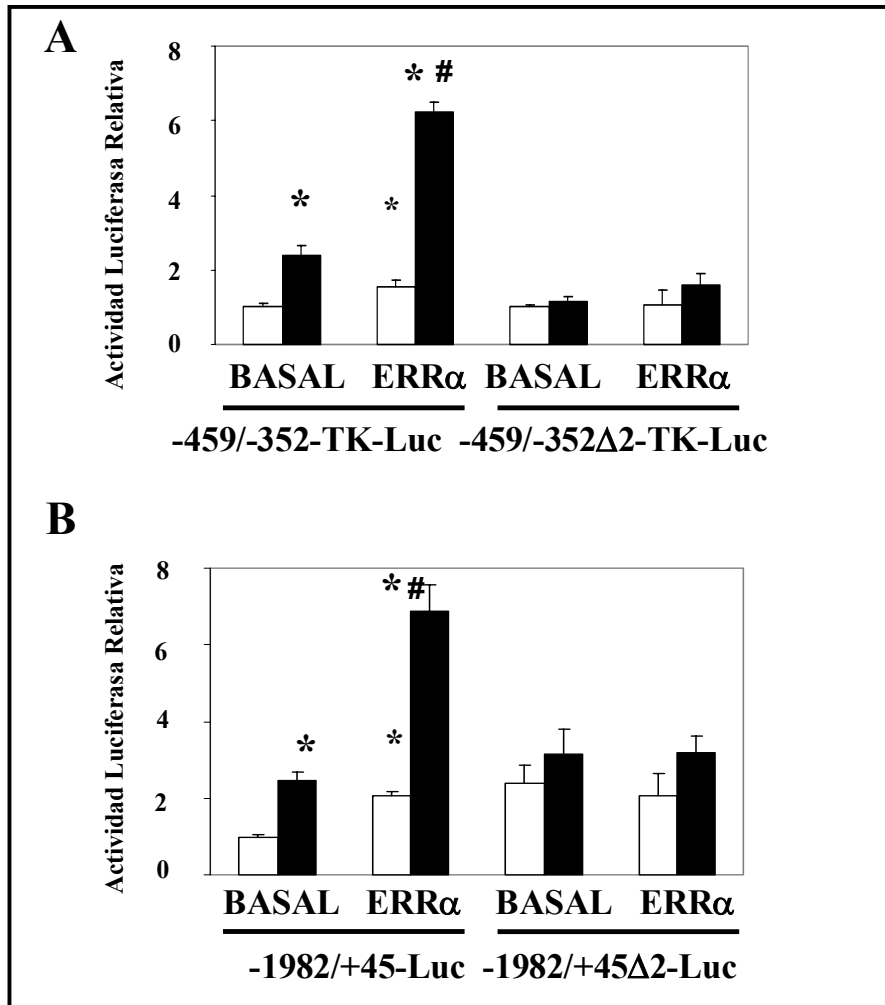 A
Actividad Luciferasa Relativa
8
6
4
2
0
* * * #
BASAL ERRα BASAL ERRα
-459/-352-TK-Luc -459/-352Δ2-TK-Luc
B
Actividad Luciferasa Relativa
8
6
4
2
0
* * * #
BASAL ERRα BASAL ERRα
-1982/+45-Luc -1982/+45Δ2-Luc